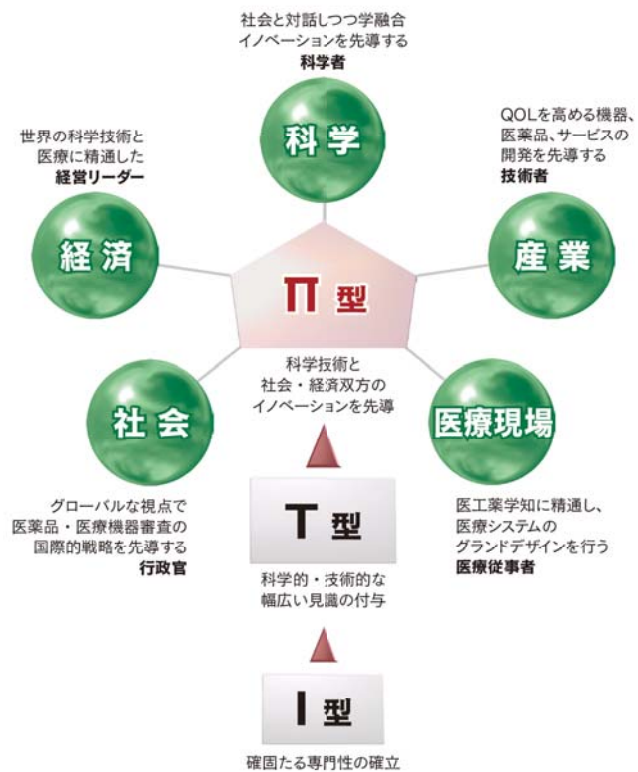 社会と対話しつつ学融合
イノベーションを先導する
科学者
科学
世界の科学技術と
医療に精通した
経営リーダー
経済
QOLを高める機器、
医薬品、サービスの
開発を先導する
技術者
産業
Π型
科学技術と
社会・経済双方の
イノベーションを先導
社会
グローバルな視点で
医薬品・医療機器審査の
国際的戦略を先導する
行政官
医療現場
医工薬学知に精通し、
医療システムの
グランドデザインを行う
医療従事者
T型
科学的・技術的な
幅広い見識の付与
I型
確固たる専門性の確立